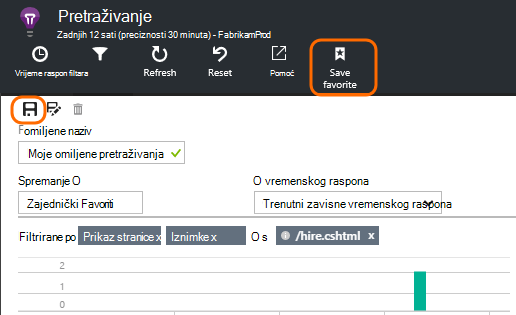 Pretraživanje
Zadnjih 12 sati (preciznosti 30 minuta) - FabrikamProd
Vrijeme raspon filtara Refresh Reset Pomoć Save
favorite
Fomiljene naziv
Moje omiljene pretraživanja
Spremanje O O vremenskog raspona
Zajednički Favoriti Trenutni zavisne vremenskog raspona
Filtrirane po Prikaz stranice x Iznimke x O s /hire.cshtml x
2
1
0